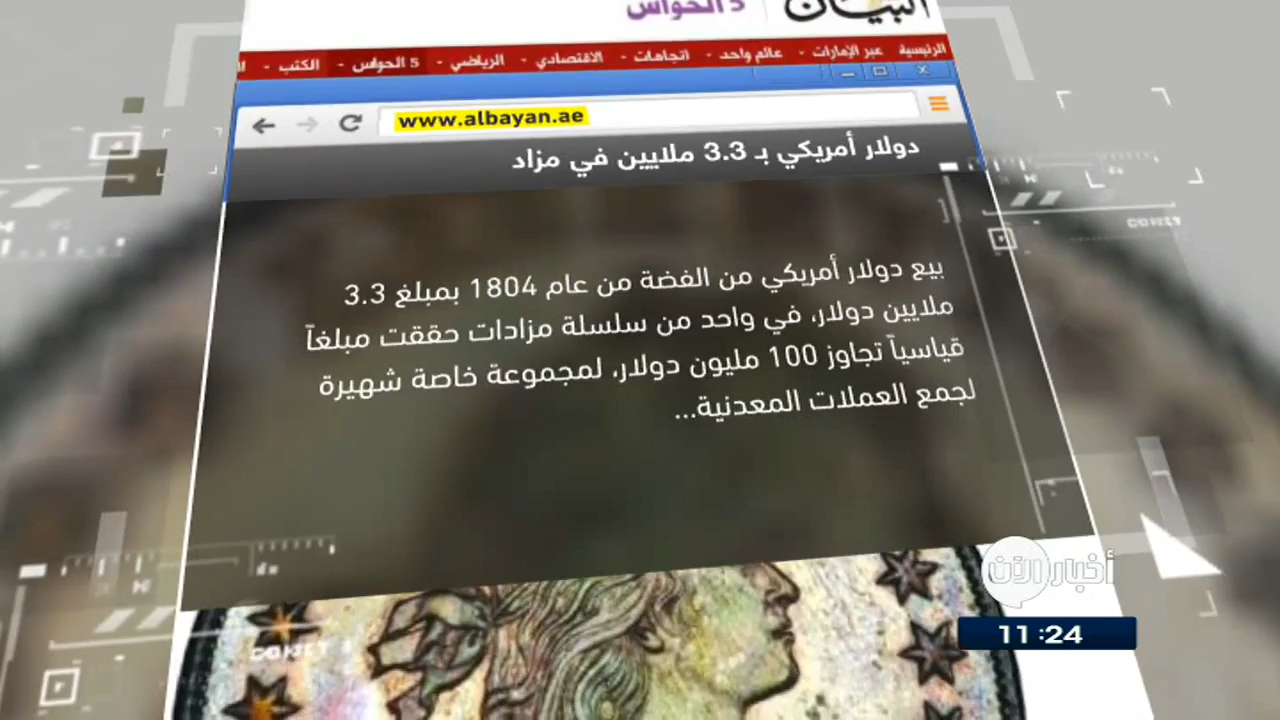 البيان
5 الحواس
الرئيسية عبر الإمارات عالم واحد اتجاهات الاقتصادي الرياضي 5 الحواس الكتب
www.albayan.ae
دولار أمريكي بـ 3.3 ملايين في مزاد
بيع دولار أمريكي من الفضة من عام 1804 بمبلغ 3.3
ملايين دولار، في واحد من سلسلة مزادات حققت مبلغاً
قياسياً تجاوز 100 مليون دولار، لمجموعة خاصة شهيرة
لجمع العملات المعدنية...
أخبار الآن
11:24